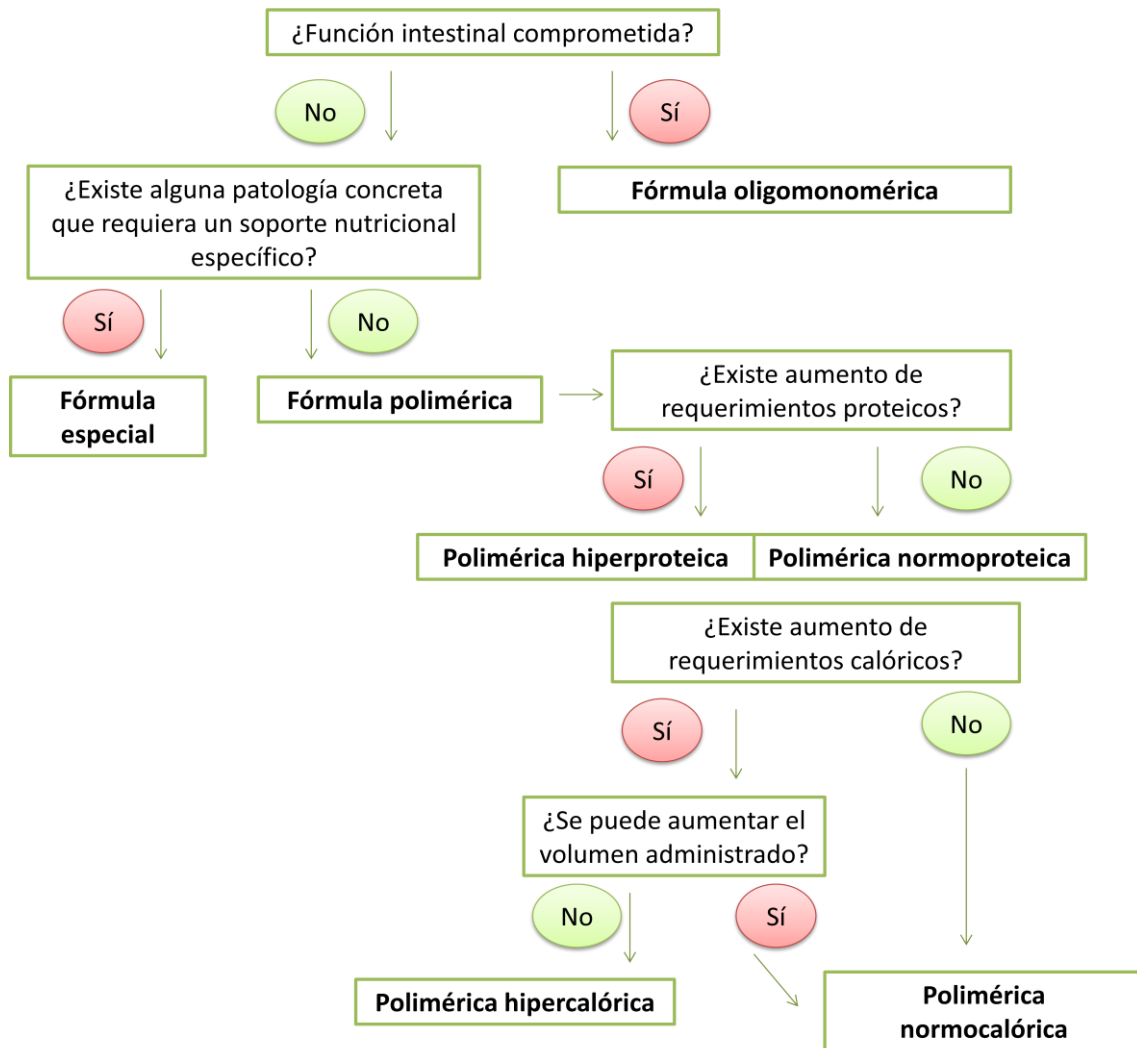 ¿Función intestinal comprometida?
No
Sí
¿Existe alguna patología concreta
que requiera un soporte nutricional
específico?
Fórmula oligomonomérica
Sí
No
Fórmula
especial
Fórmula polimérica
¿Existe aumento de
requerimientos proteicos?
Sí
No
Polimérica hiperproteica
Polimérica normoproteica
¿Existe aumento de
requerimientos calóricos?
Sí
No
¿Se puede aumentar el
volumen administrado?
No
Sí
Polimérica hipercalórica
Polimérica
normocalórica